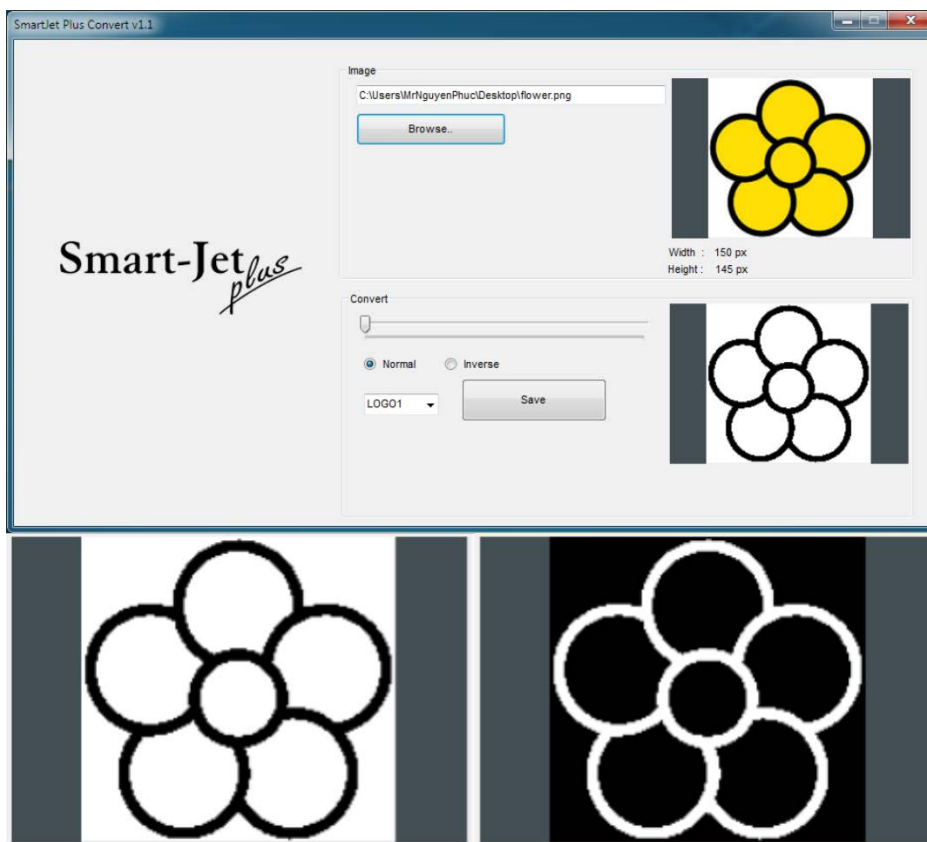 SmartJet Plus Convert v1.1
Smart-Jet plus
Image
C:\Users\MrNguyenPhuc\Desktop\flower.png
Browse..
Width : 150 px
Height : 145 px
Convert
Normal Inverse
LOGO1 Save